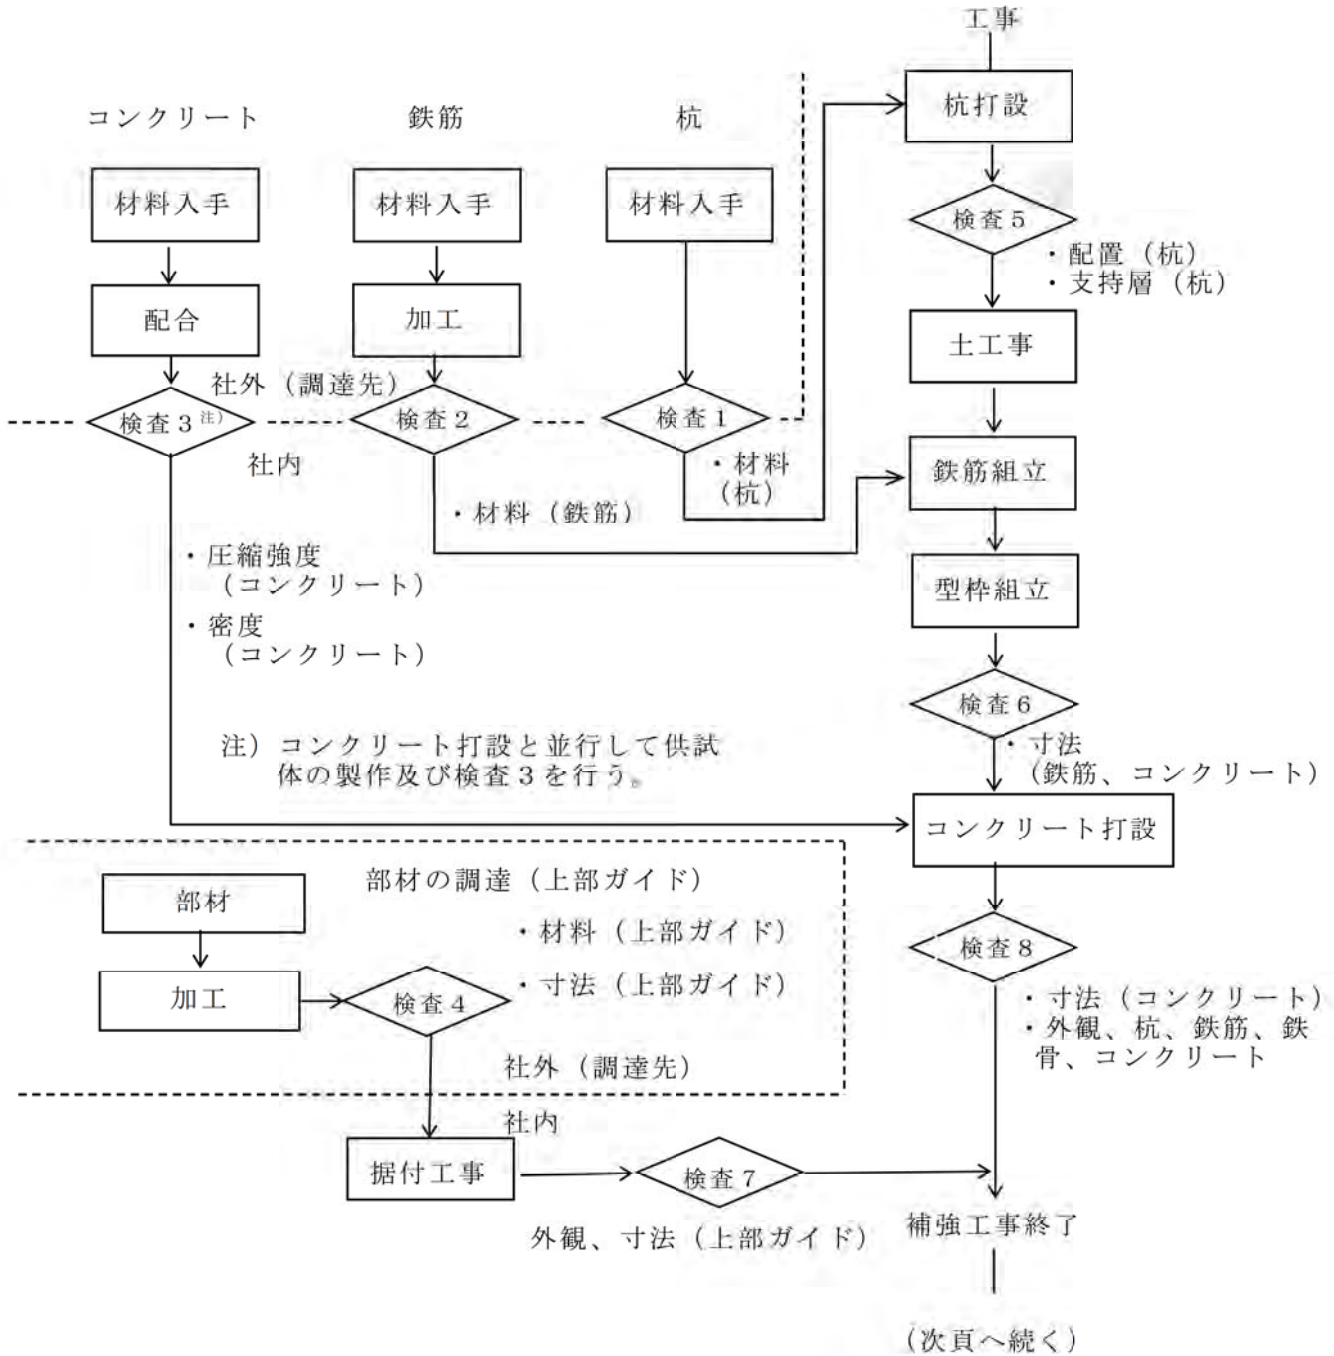 工事
杭打設
コンクリート
鉄筋
杭
材料入手
材料入手
材料入手
検査5
・配置(杭)
・支持層(杭)
配合
加工
土工事
社外(調達先)
検査3注)
検査2
検査1
社内
・材料
(杭)
鉄筋組立
・材料(鉄筋)
・圧縮強度
(コンクリート)
・密度
(コンクリート)
型枠組立
検査6
・寸法
(鉄筋、コンクリート)
注)コンクリート打設と並行して供試
体の製作及び検査3を行う。
コンクリート打設
部材の調達(上部ガイド)
部材
・材料(上部ガイド)
検査8
加工
検査4
・寸法(上部ガイド)
・寸法(コンクリート)
・外観、杭、鉄筋、鉄
骨、コンクリート
社外(調達先)
社内
据付工事
検査7
外観、寸法(上部ガイド)
補強工事終了
(次頁へ続く)